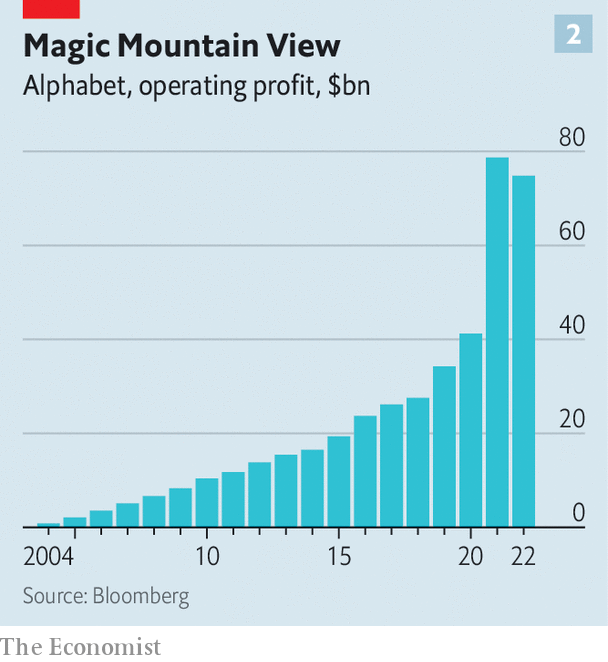 Magic Mountain View
2
Alphabet, operating profit, $bn
80
60
40
20
0
2004 10 15 20 22
Source: Bloomberg
The Economist